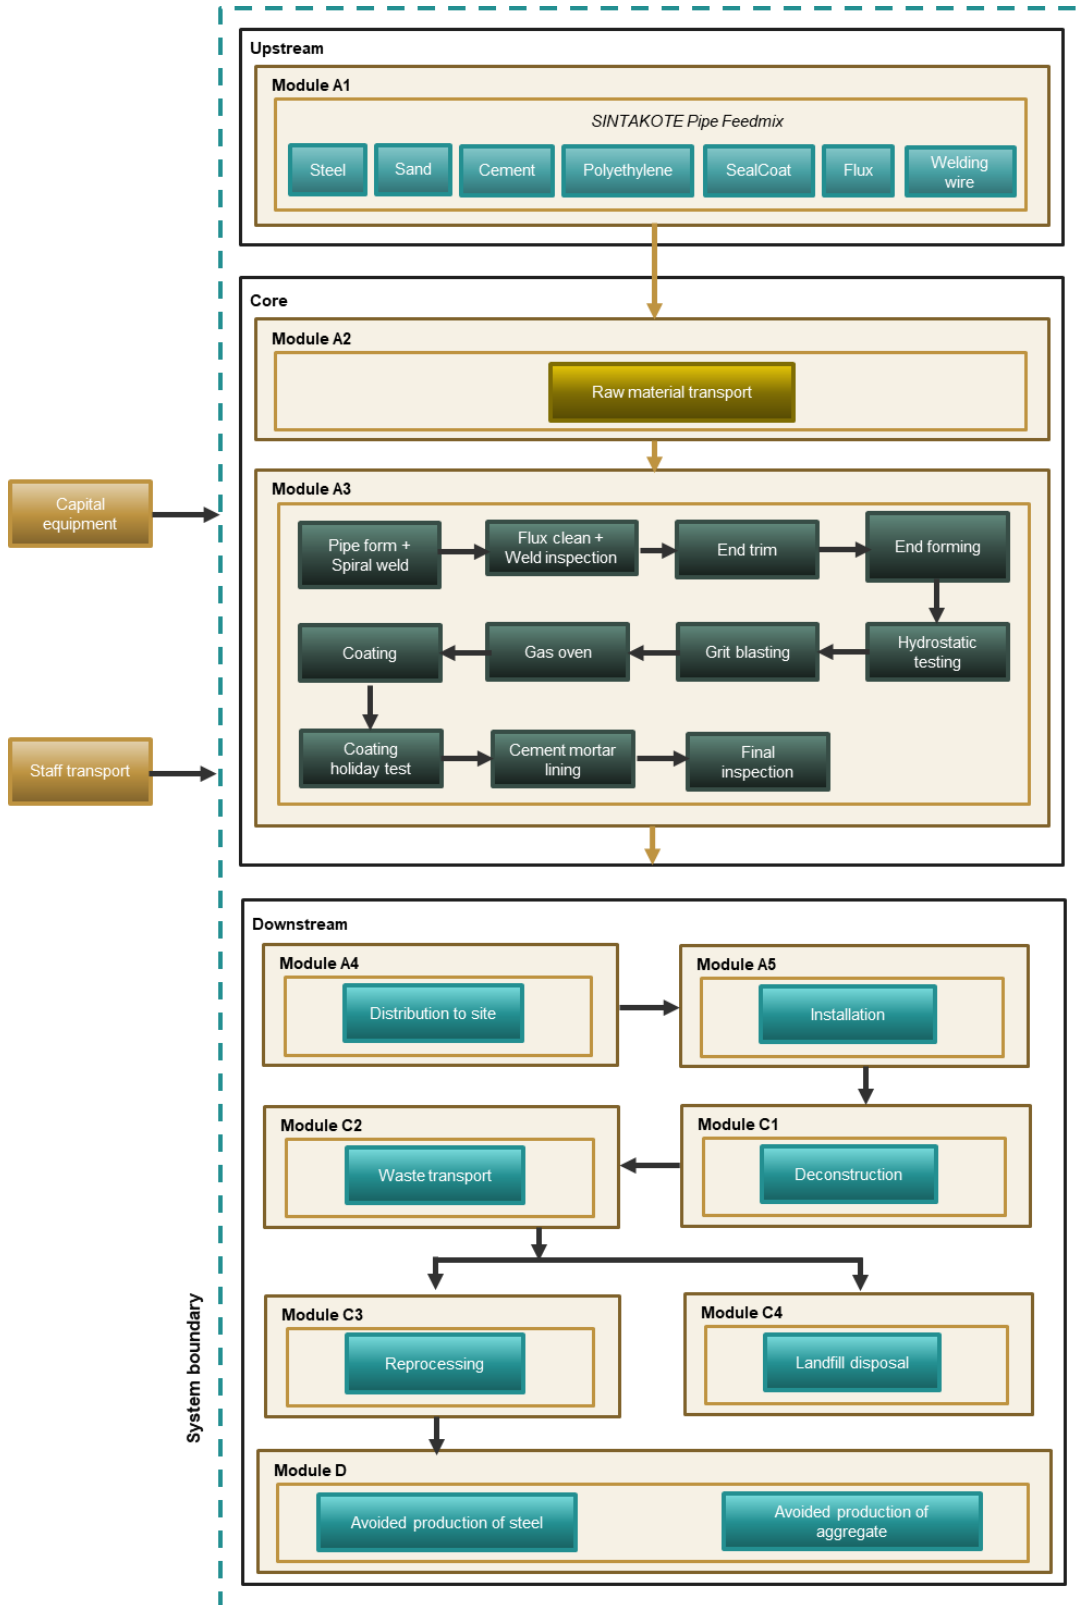 Upstream
Module A1
SINTAKOTE Pipe Feedmix
Steel
Sand
Cement
Polyethylene
SealCoat
Flux
Welding
wire
Core
Module A2
Raw material transport
Capital
equipment
Module A3
Pipe form +
Spiral weld
Flux clean +
Weld inspection
End trim
End forming
Coating
Gas oven
Grit blasting
Hydrostatic
testing
Staff transport
Coating
holiday test
Cement mortar
lining
Final
inspection
Downstream
Module A4
Distribution to site
Module A5
Installation
Module C2
Waste transport
Module C1
Deconstruction
System boundary
Module C3
Reprocessing
Module C4
Landfill disposal
Module D
Avoided production of steel
Avoided production of
aggregate